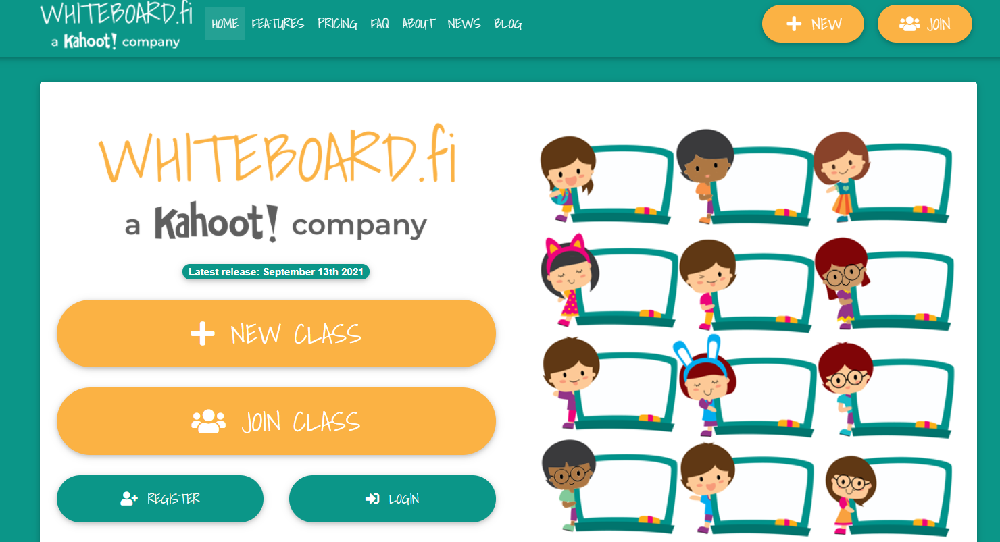 WHITEBOARD.fi
a Kahoot! company
HOME FEATURES PRICING FAQ ABOUT NEWS BLOG
NEW JOIN
WHITEBOARD.fi
a Kahoot! company
Latest release: September 13th 2021
NEW CLASS
JOIN CLASS
REGISTER LOGIN